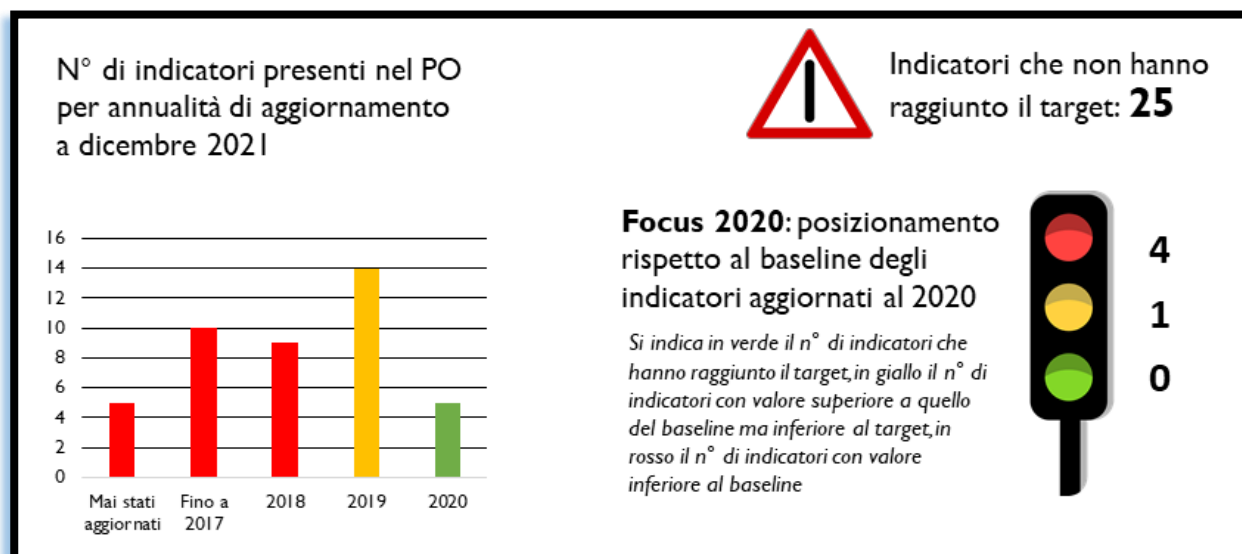 N° di indicatori presenti nel PO
per annualità di aggiornamento
a dicembre 2021
Indicatori che non hanno
raggiunto il target: 25
16
14
12
10
8
6
4
2
0
Mai stati
aggiornati
Fino a
2017
2018
2019
2020
Focus 2020: posizionamento
rispetto al baseline degli
indicatori aggiornati al 2020
Si indica in verde il n° di indicatori che
hanno raggiunto il target, in giallo il n° di
indicatori con valore superiore a quello
del baseline ma inferiore al target, in
rosso il n° di indicatori con valore
inferiore al baseline
4
1
0